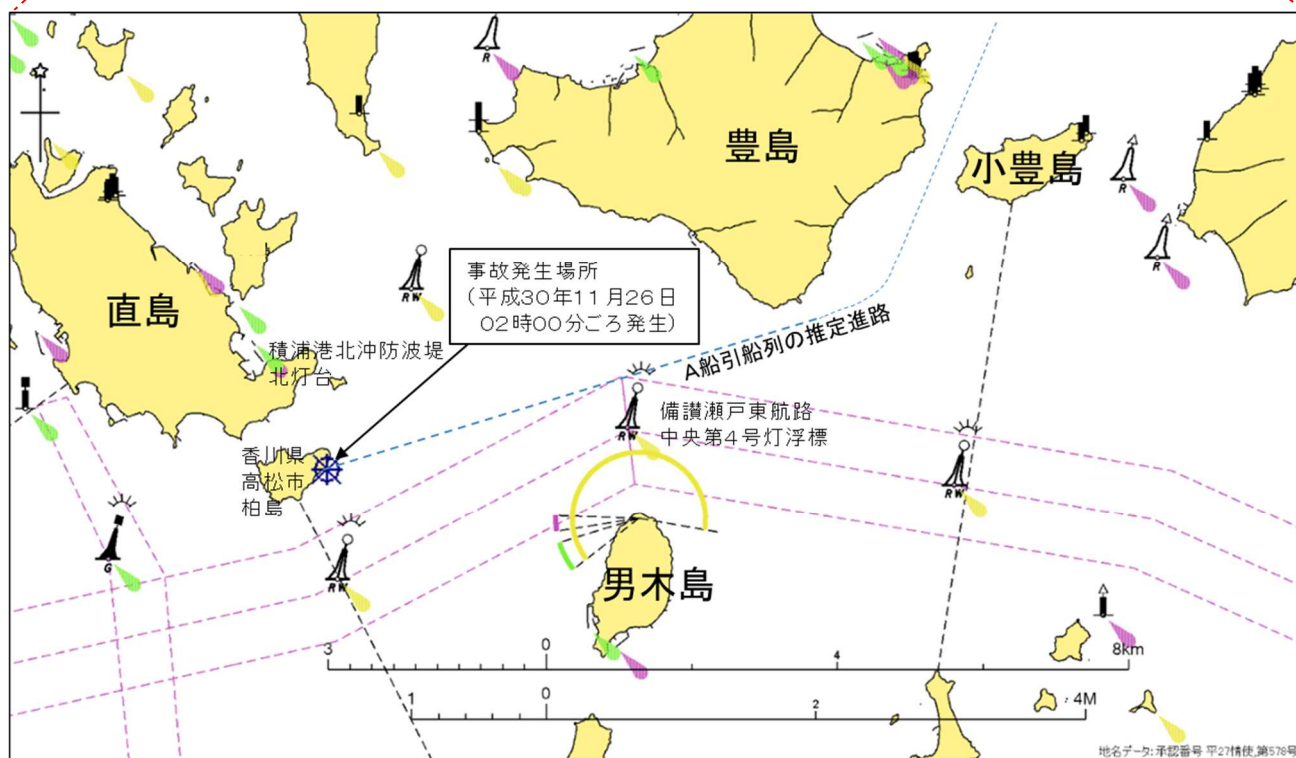 R
豊島
小豊島
R
R
事故発生場所
（平成30年11月26日
02時00分ごろ発生）
RW
直島
積浦港北沖防波堤
北灯台
A船引船列の推定進路
備讃瀬戸東航路
中央第4号灯浮標
RW
RW
香川県
高松市
柏島
G
RW
男木島
3 0 4 8km
1 0 2 4M
地名データ:承認番号 平27情使,第578号